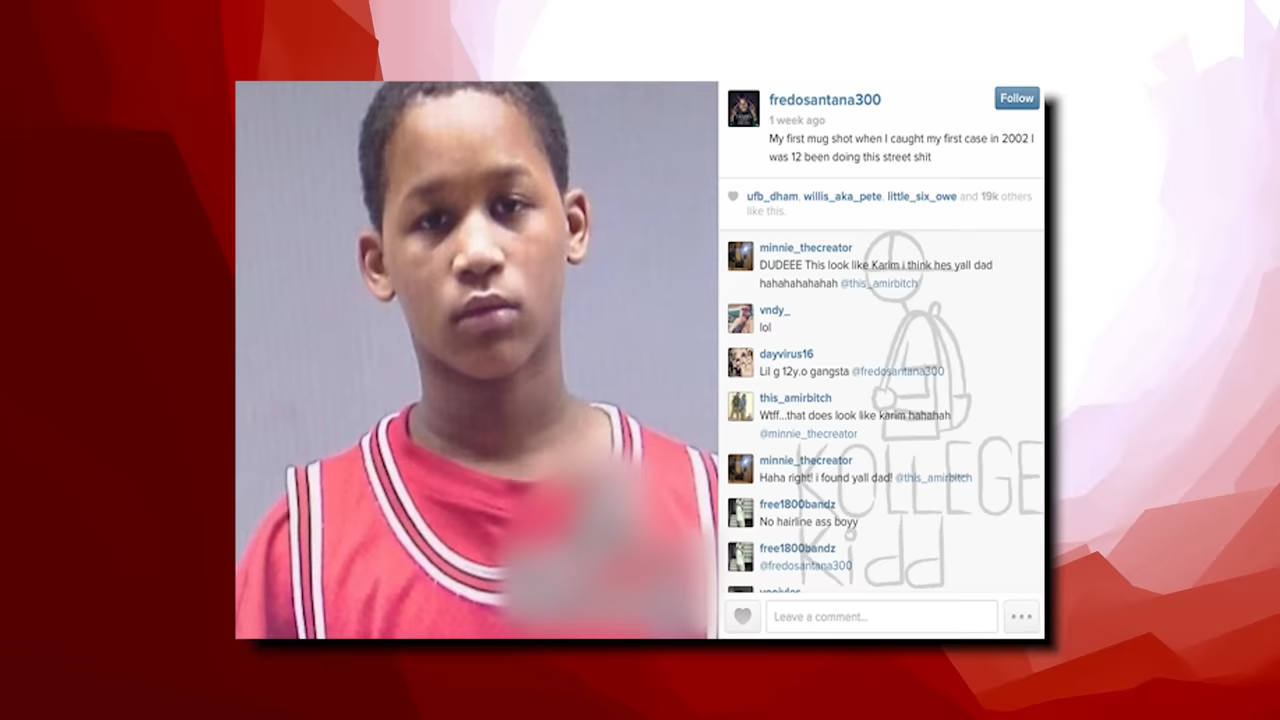 fredosantana300
Follow
1 week ago
My first mug shot when I caught my first case in 2002 I
was 12 been doing this street shit
ufb_dham, willis_aka_pete, little_six_owe and 19k others
like this.
minnie_thecreator
DUDEEE This look like Karim i think hes yall dad
hahahahahahah @this_amirbitch
vndy_
lol
dayvirus16
Lil g 12y.o gangsta @fredosantana300
this_amirbitch
Wtff...that does look like karim hahahah
@minnie_thecreator
minnie_thecreator
Haha right! i found yall dad! @this_amirbitch
free1800bandz
No hairline ass boyy
free1800bandz
@fredosantana300
Leave a comment...
KOLLEGE
Kidd